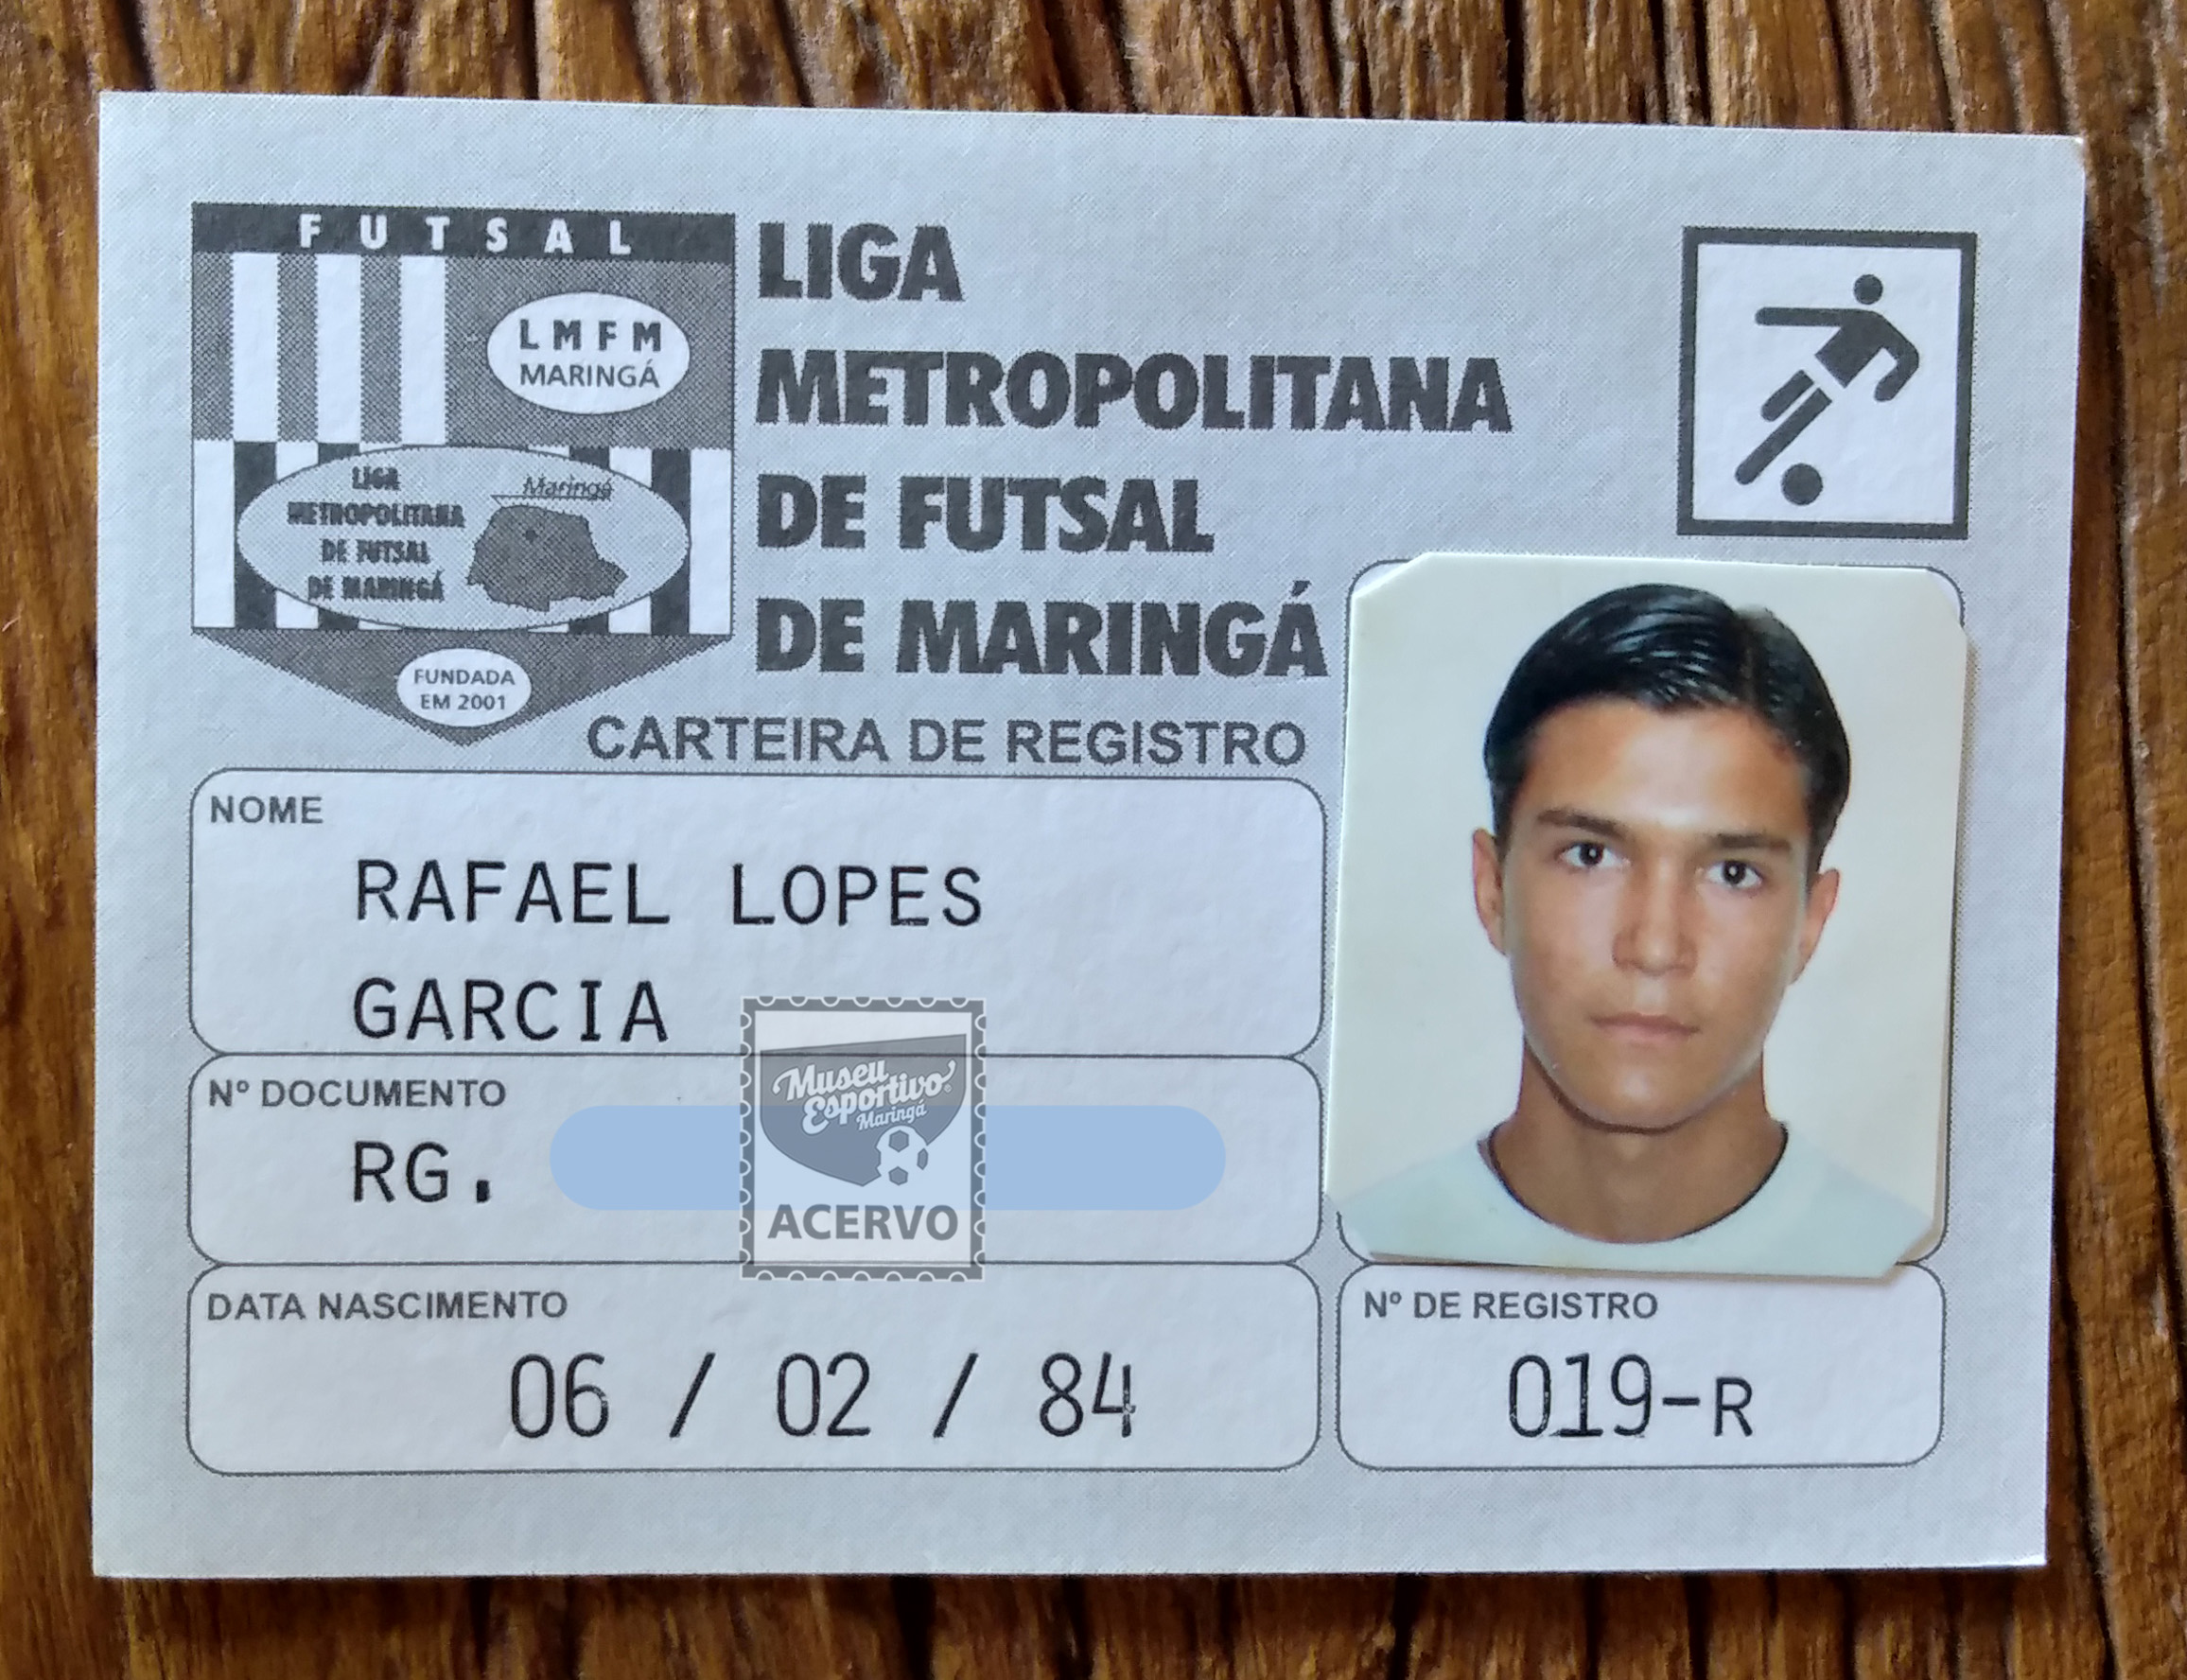 FUTSAL
LMFM
MARINGÁ
LIGA
METROPOLITANA
DE FUTSAL
DE MARINGÁ
Maringá
FUNDADA
EM 2001
LIGA
METROPOLITANA
DE FUTSAL
DE MARINGÁ
CARTEIRA DE REGISTRO
NOME
RAFAEL LOPES
GARCIA
Nº DOCUMENTO
RG.
Museu
Esportivo
Maringá
ACERVO
DATA NASCIMENTO
06 / 02 / 84
Nº DE REGISTRO
019-R